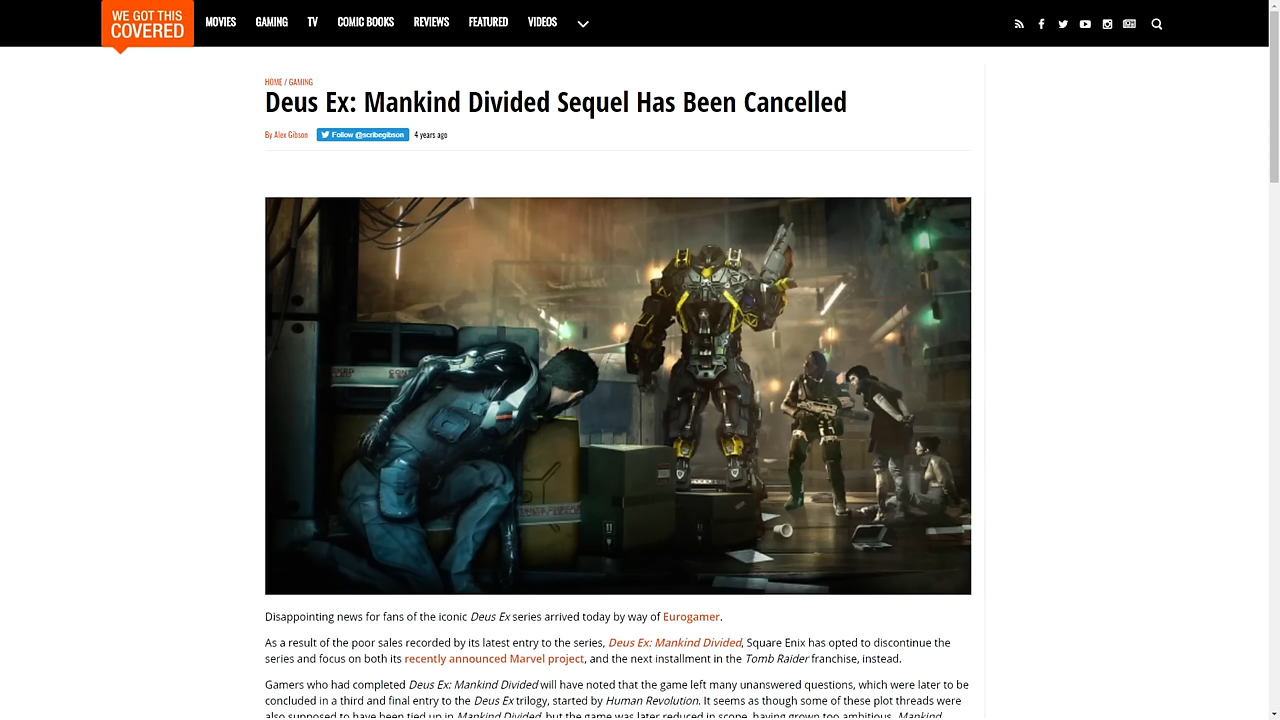 WE GOT THIS
COVERED
MOVIES GAMING TV COMIC BOOKS REVIEWS FEATURED VIDEOS
HOME / GAMING
Deus Ex: Mankind Divided Sequel Has Been Cancelled
By Alex Gibson Follow @scribegibson 4 years ago
Disappointing news for fans of the iconic Deus Ex series arrived today by way of Eurogamer.
As a result of the poor sales recorded by its latest entry to the series, Deus Ex: Mankind Divided, Square Enix has opted to discontinue the
series and focus on both its recently announced Marvel project, and the next installment in the Tomb Raider franchise, instead.
Gamers who had completed Deus Ex: Mankind Divided will have noted that the game left many unanswered questions, which were later to be
concluded in a third and final entry to the Deus Ex trilogy, started by Human Revolution. It seems as though some of these plot threads were
also supposed to have been tied up in Mankind Divided, but the game was later reduced in scope, having grown too ambitious. Mankind